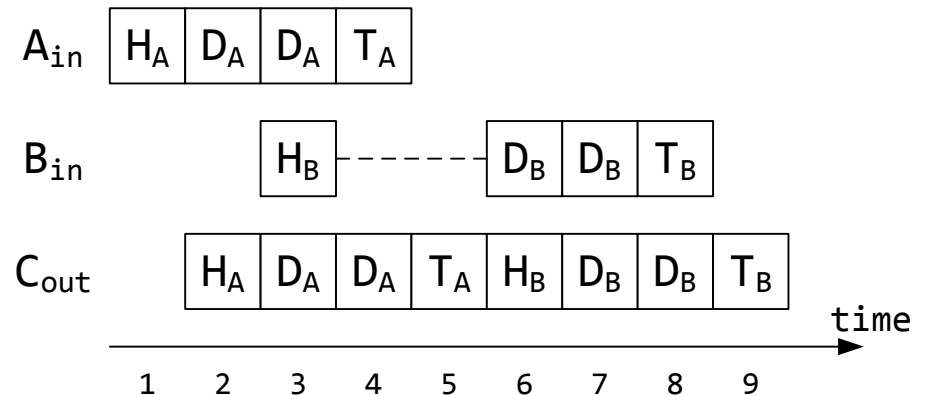 A_in H_A D_A D_A T_A
B_in H_B D_B D_B T_B
C_out H_A D_A D_A T_A H_B D_B D_B T_B
time
1 2 3 4 5 6 7 8 9